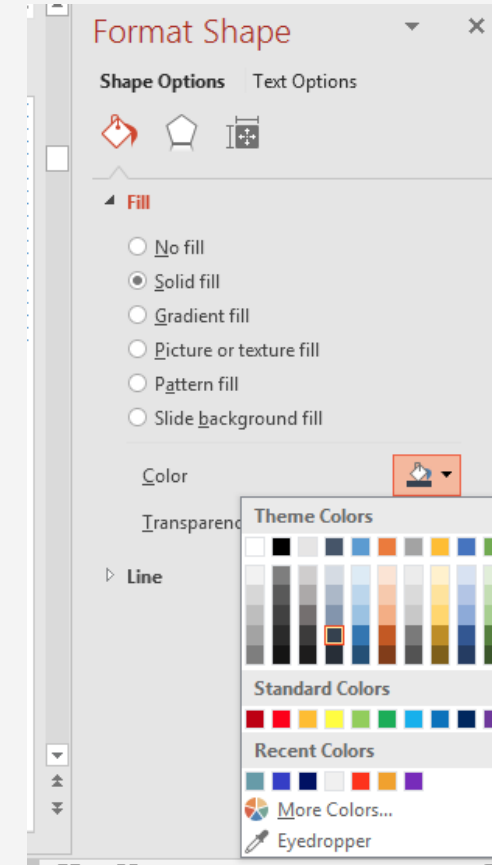 Format Shape
Shape Options Text Options
Fill
No fill
Solid fill
Gradient fill
Picture or texture fill
Pattern fill
Slide background fill
Color
Transparenc
Theme Colors
Line
Standard Colors
Recent Colors
More Colors...
Eyedropper